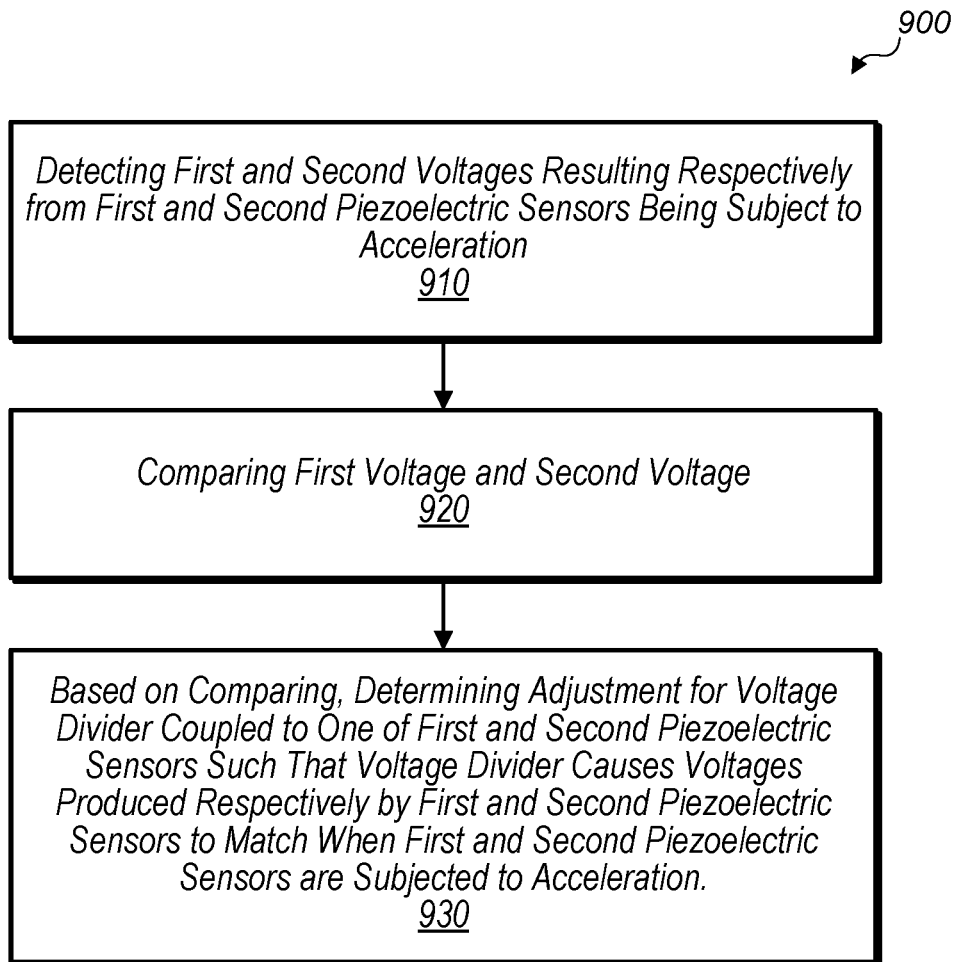 900
Detecting First and Second Voltages Resulting Respectively
from First and Second Piezoelectric Sensors Being Subject to
Acceleration
910
Comparing First Voltage and Second Voltage
920
Based on Comparing, Determining Adjustment for Voltage
Divider Coupled to One of First and Second Piezoelectric
Sensors Such That Voltage Divider Causes Voltages
Produced Respectively by First and Second Piezoelectric
Sensors to Match When First and Second Piezoelectric
Sensors are Subjected to Acceleration.
930